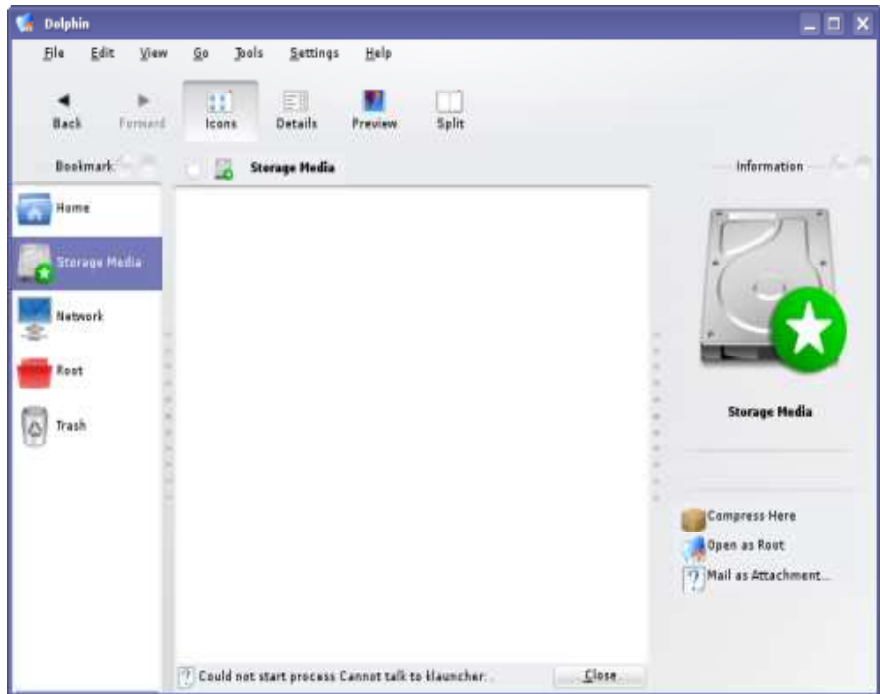 Dolphin
File Edit View Go Tools Settings Help
Back Forward Icons Details Preview Split
Bookmark
Storage Media
Information
Home
Storage Media
Network
Root
Trash
Storage Media
Compress Here
Open as Root
Mail as Attachment...
Could not start process Cannot talk to klauncher: .
Close